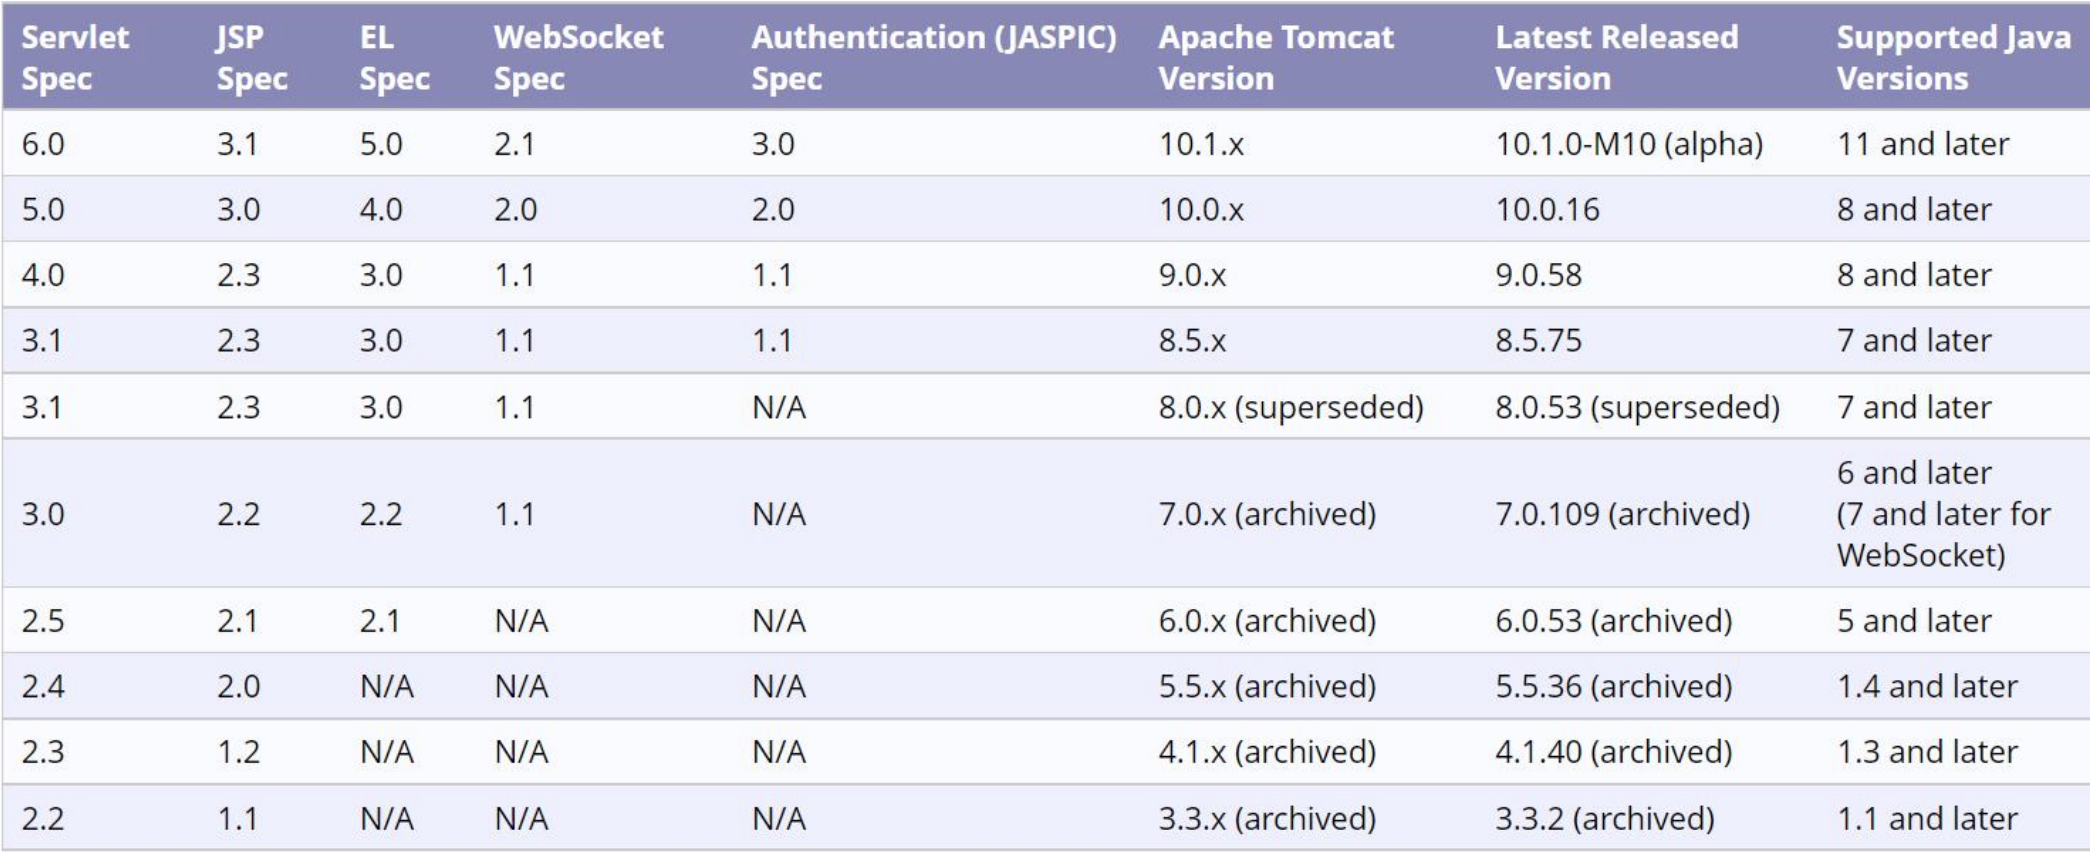 Servlet Spec JSP Spec EL Spec WebSocket Spec Authentication (JASPIC) Spec Apache Tomcat Version Latest Released Version Supported Java Versions
6.0 3.1 5.0 2.1 3.0 10.1.x 10.1.0-M10 (alpha) 11 and later
5.0 3.0 4.0 2.0 2.0 10.0.x 10.0.16 8 and later
4.0 2.3 3.0 1.1 1.1 9.0.x 9.0.58 8 and later
3.1 2.3 3.0 1.1 1.1 8.5.x 8.5.75 7 and later
3.1 2.3 3.0 1.1 N/A 8.0.x (superseded) 8.0.53 (superseded) 7 and later
3.0 2.2 2.2 1.1 N/A 7.0.x (archived) 7.0.109 (archived) 6 and later
(7 and later for
WebSocket)
2.5 2.1 2.1 N/A N/A 6.0.x (archived) 6.0.53 (archived) 5 and later
2.4 2.0 N/A N/A N/A 5.5.x (archived) 5.5.36 (archived) 1.4 and later
2.3 1.2 N/A N/A N/A 4.1.x (archived) 4.1.40 (archived) 1.3 and later
2.2 1.1 N/A N/A N/A 3.3.x (archived) 3.3.2 (archived) 1.1 and later